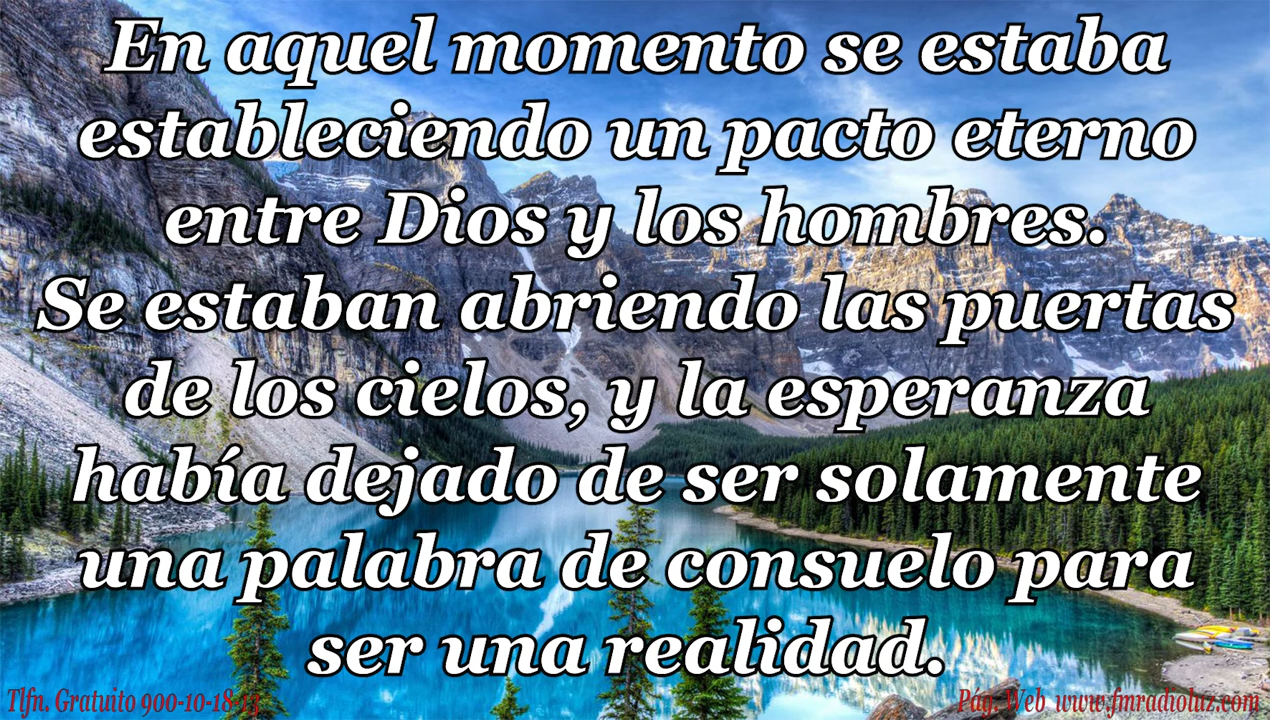 En aquel momento se estaba
estableciendo un pacto eterno
entre Dios y los hombres.
Se estaban abriendo las puertas
de los cielos, y la esperanza
había dejado de ser solamente
una palabra de consuelo para
ser una realidad.
Tlfn. Gratuito 900-10-18-13
Pág. Web www.fmradioluz.com